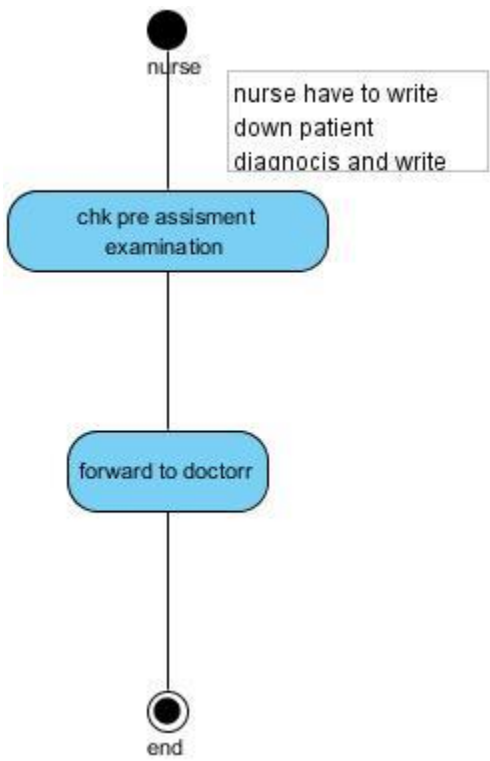 nurse
nurse have to write
down patient
diagnocis and write
chk pre assisment
examination
forward to doctorr
end